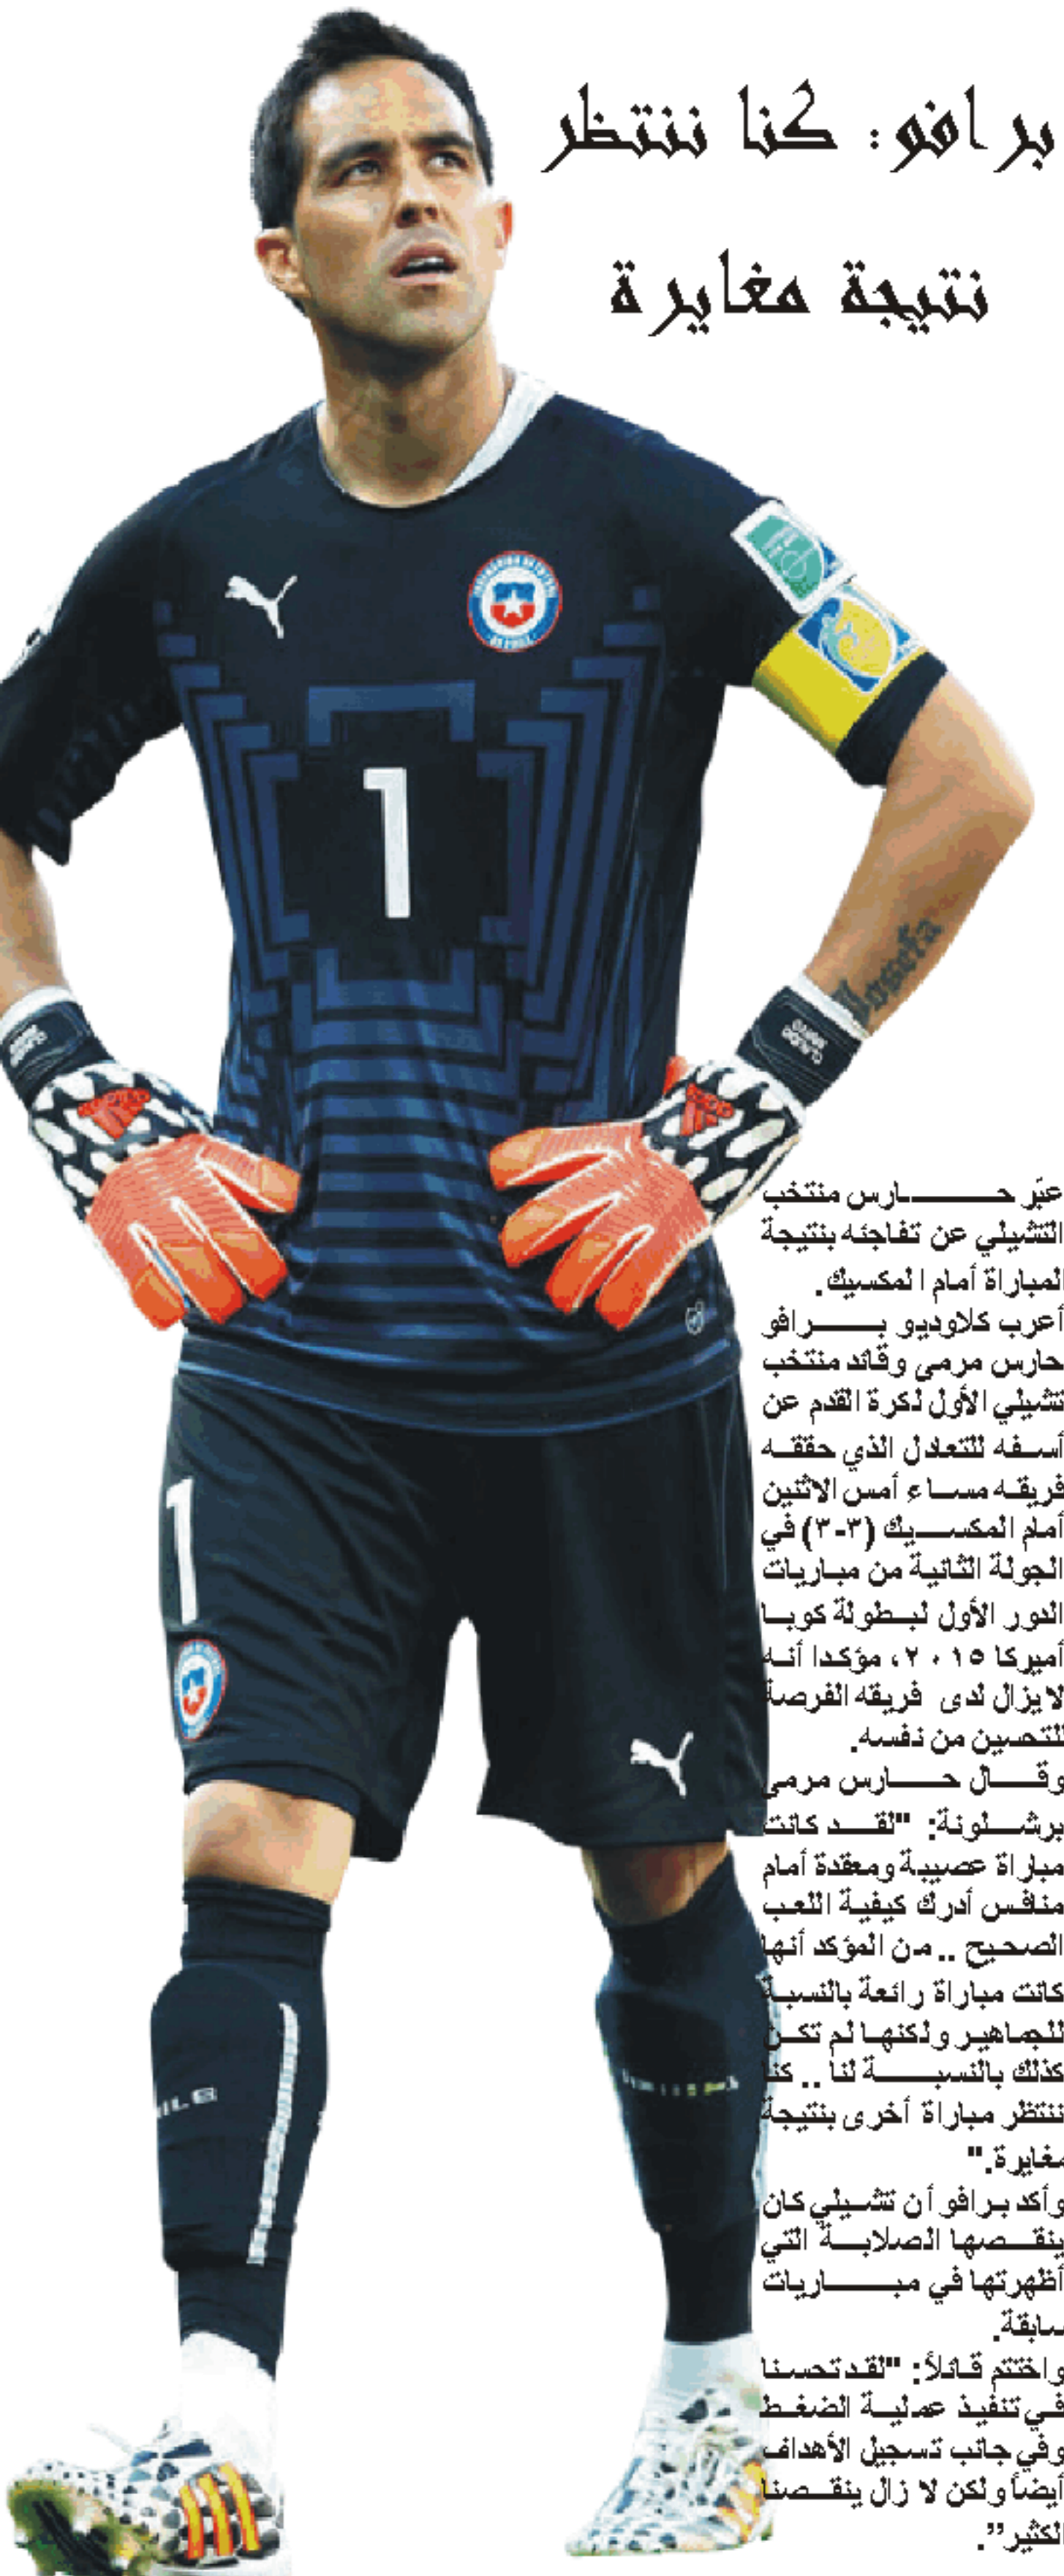 برافو: كنا ننتظر
نتيجة مغايرة
1
1
عبّر حارس منتخب
التشيلي عن تفاجئه بنتيجة
المباراة أمام المكسيك.
أعرب كلاوديو برافو
حارس مرمى وقائد منتخب
تشيلي الأول لكرة القدم عن
أسفه للتعادل الذي حققه
فريقه مساء أمس الاثنين
أمام المكسيك (٣-٣) في
الجولة الثانية من مباريات
الدور الأول لبطولة كوبا
أميركا ٢٠١٥، مؤكدا أنه
لايزال لدى فريقه الفرصة
للتحسين من نفسه.
وقال حارس مرمى
برشلونة: "لقد كانت
مباراة عصيبة ومعقدة أمام
منافس أدرك كيفية اللعب
الصحيح .. من المؤكد أنها
كانت مباراة رائعة بالنسبة
للجماهير ولكنها لم تكن
كذلك بالنسبة لنا .. كنا
ننتظر مباراة أخرى بنتيجة
مغايرة."
وأكد برافو أن تشيلي كان
ينقصها الصلابة التي
أظهرتها في مباريات
سابقة.
واختتم قائلاً: "لقد تحسنا
في تنفيذ عملية الضغط
وفي جانب تسجيل الأهداف
أيضاً ولكن لا زال ينقصنا
الكثير".